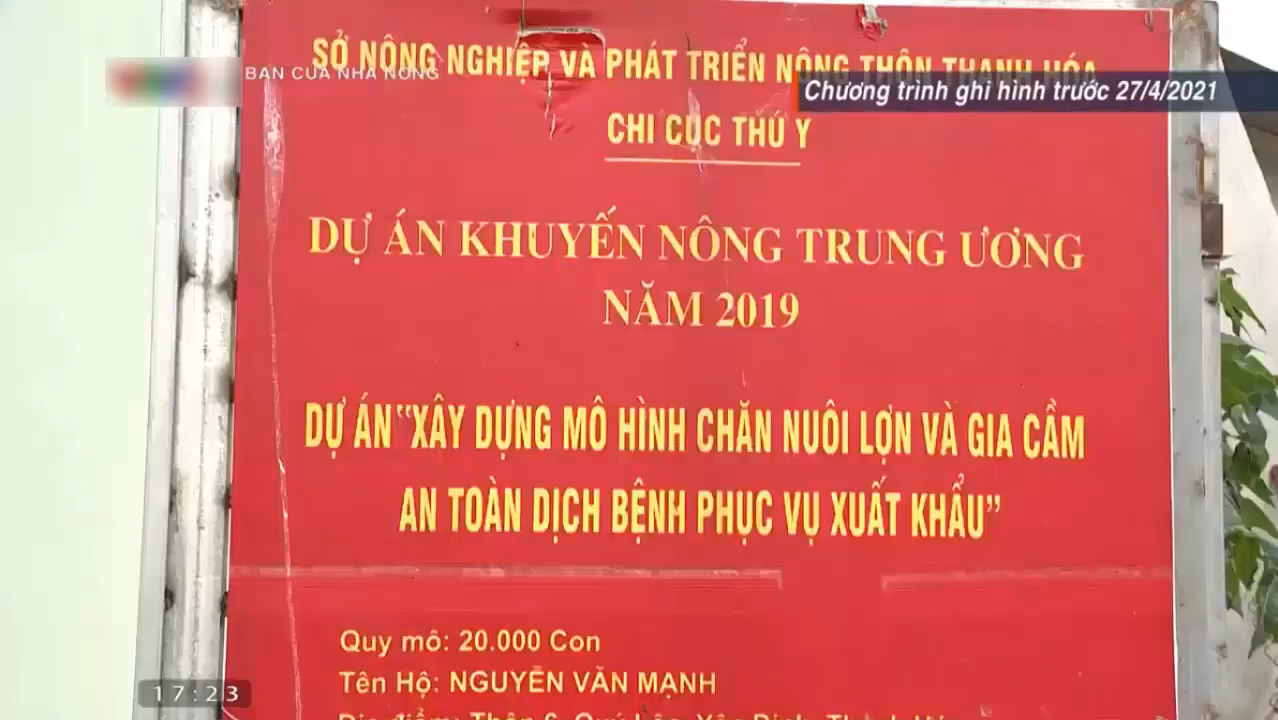 SỞ NÔNG NGHIỆP VÀ PHÁT TRIỂN NÔNG THÔN THANH HÓA
BẠN CỦA NHÀ NÔNG
Chương trình ghi hình trước 27/4/2021
CHI CỤC THÚ Y
DỰ ÁN KHUYẾN NÔNG TRUNG ƯƠNG
NĂM 2019
DỰ ÁN "XÂY DỰNG MÔ HÌNH CHĂN NUÔI LỢN VÀ GIA CẦM
AN TOÀN DỊCH BỆNH PHỤC VỤ XUẤT KHẨU"
Quy mô: 20.000 Con
Tên Hộ: NGUYỄN VĂN MẠNH
17:23